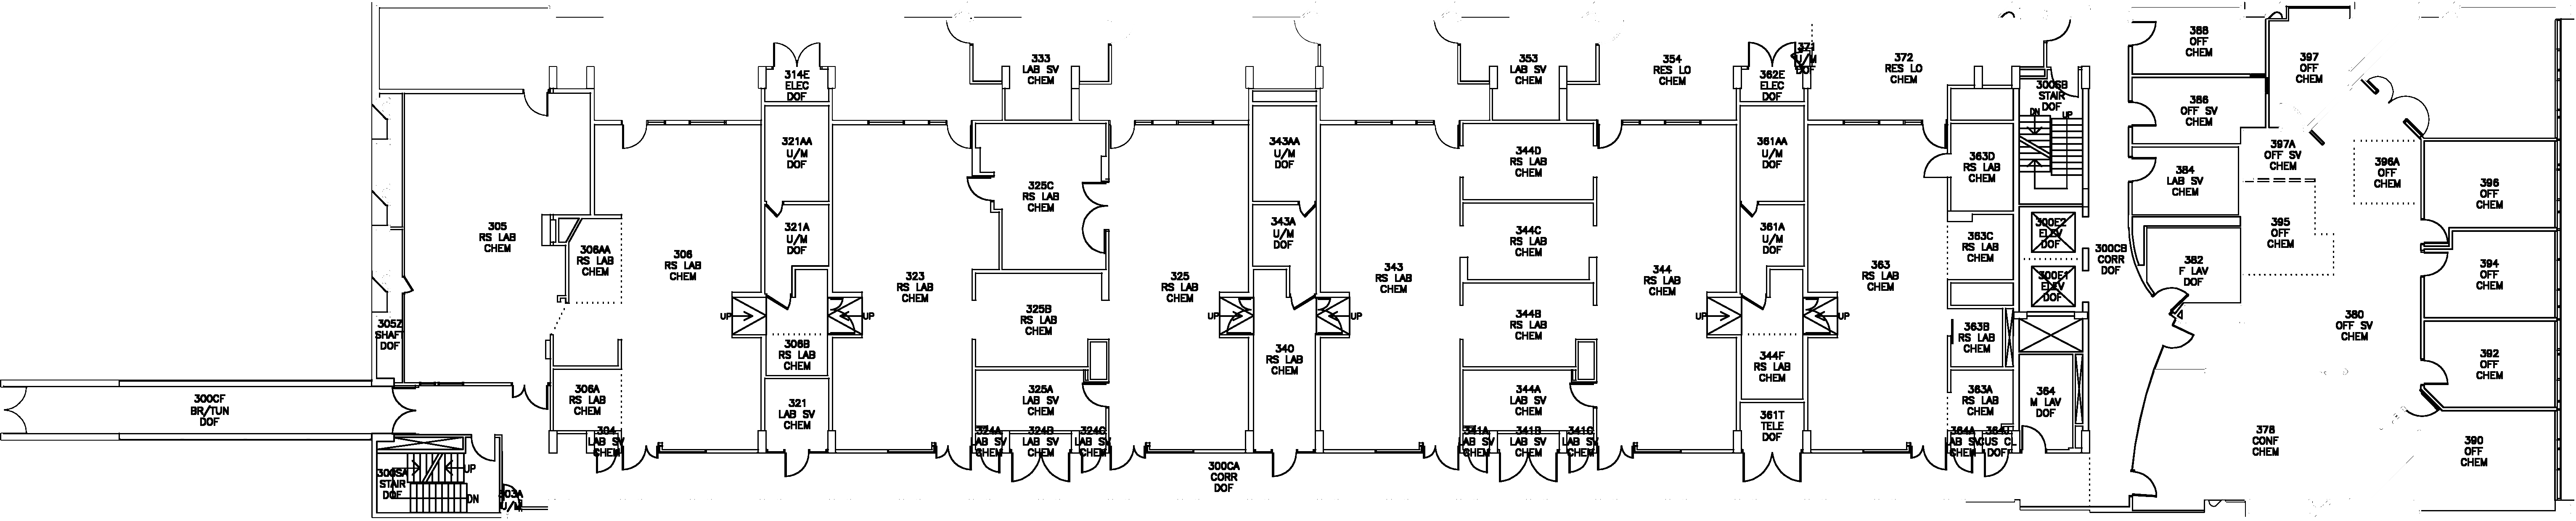 388
OFF
CHEM
397
OFF
CHEM
333
LAB SV
CHEM
353
LAB SV
CHEM
354
RES LO
CHEM
371
U/M
DOF
372
RES LO
CHEM
314E
ELEC
DOF
362E
ELEC
DOF
300SB
STAIR
DOF
DN
UP
386
OFF SV
CHEM
321AA
U/M
DOF
343AA
U/M
DOF
344D
RS LAB
CHEM
361AA
U/M
DOF
363D
RS LAB
CHEM
397A
OFF SV
CHEM
396A
OFF
CHEM
384
LAB SV
CHEM
325C
RS LAB
CHEM
396
OFF
CHEM
305
RS LAB
CHEM
321A
U/M
DOF
343A
U/M
DOF
344C
RS LAB
CHEM
361A
U/M
DOF
363C
RS LAB
CHEM
300E2
ELEV
DOF
395
OFF
CHEM
306AA
RS LAB
CHEM
306
RS LAB
CHEM
323
RS LAB
CHEM
325
RS LAB
CHEM
343
RS LAB
CHEM
344
RS LAB
CHEM
363
RS LAB
CHEM
300E1
ELEV
DOF
300CB
CORR
DOF
382
F LAV
DOF
394
OFF
CHEM
305Z
SHAFT
DOF
UP
UP
UP
UP
UP
UP
325B
RS LAB
CHEM
344B
RS LAB
CHEM
363B
RS LAB
CHEM
380
OFF SV
CHEM
306B
RS LAB
CHEM
340
RS LAB
CHEM
344F
RS LAB
CHEM
392
OFF
CHEM
300CF
BR/TUN
DOF
306A
RS LAB
CHEM
321
LAB SV
CHEM
325A
LAB SV
CHEM
344A
LAB SV
CHEM
361T
TELE
DOF
363A
RS LAB
CHEM
364
M LAV
DOF
304
LAB SV
CHEM
324A
LAB SV
CHEM
324B
LAB SV
CHEM
324C
LAB SV
CHEM
341A
LAB SV
CHEM
341B
LAB SV
CHEM
341C
LAB SV
CHEM
364A
LAB SV
CHEM
CUS C
DOF
378
CONF
CHEM
390
OFF
CHEM
300SA
STAIR
DOF
UP
DN
303A
U/M
300CA
CORR
DOF